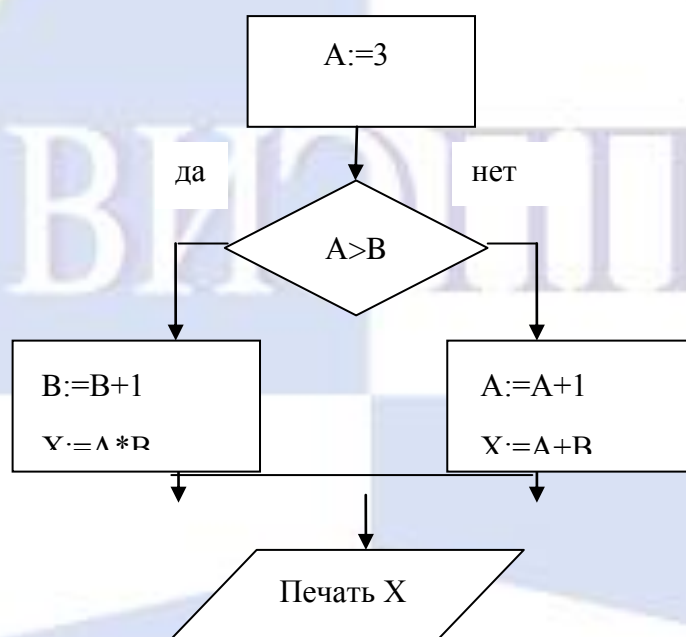 A:=3
да
нет
A>B
B:=B+1
X:=A*B
A:=A+1
X:=A+B
Печать X